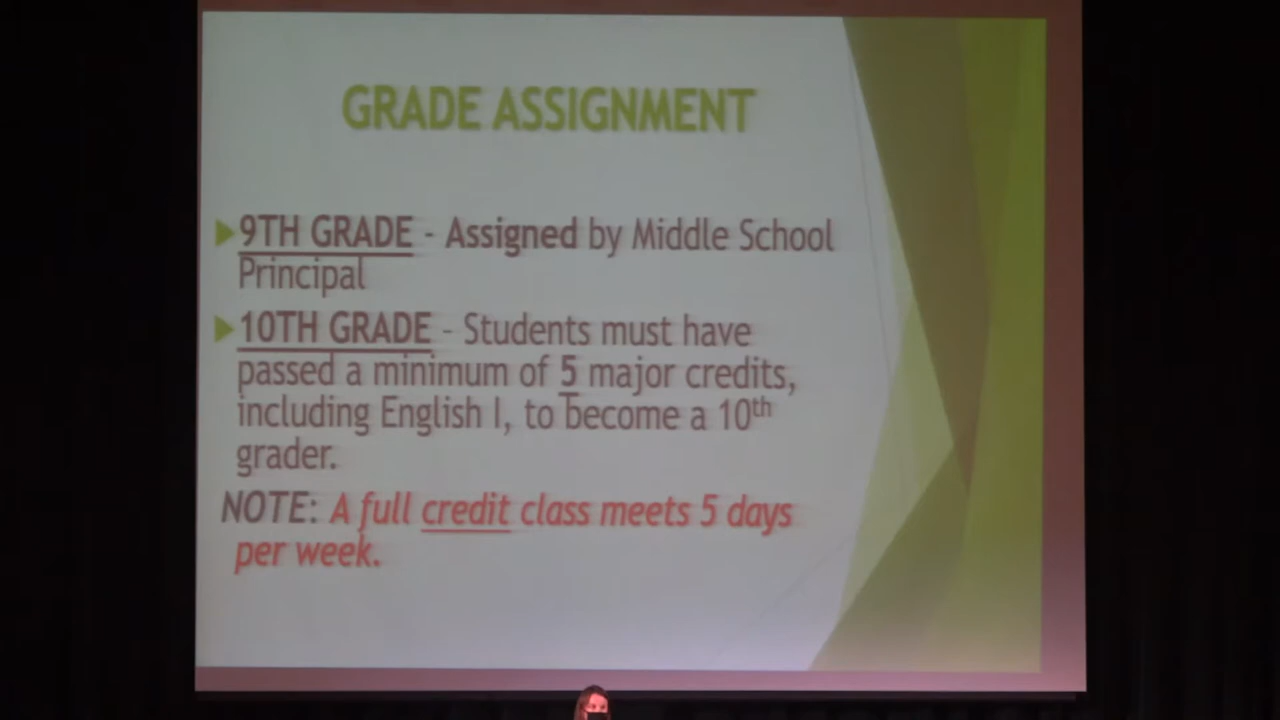 GRADE ASSIGNMENT
9TH GRADE - Assigned by Middle School
Principal
10TH GRADE - Students must have
passed a minimum of 5 major credits,
including English I, to become a 10th
grader.
NOTE: A full credit class meets 5 days
per week.